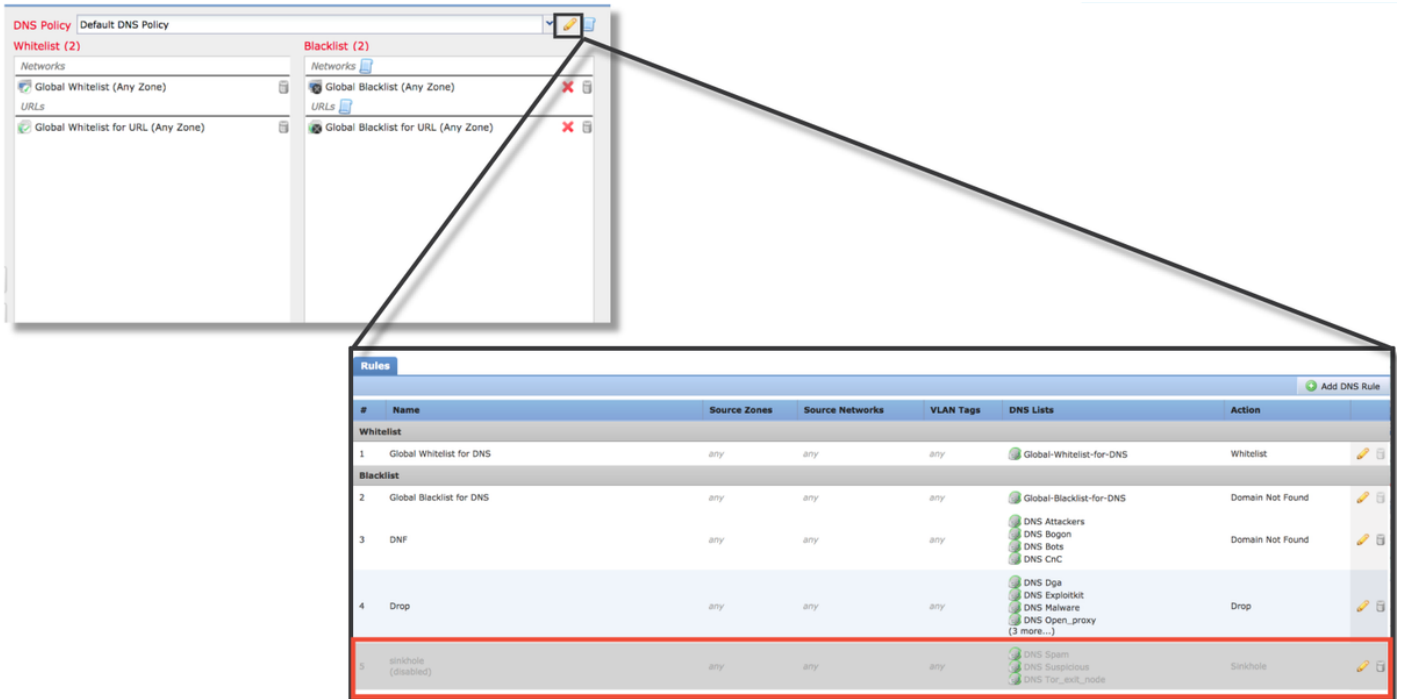 DNS Policy Default DNS Policy
Whitelist (2) Blacklist (2)
Networks Networks
Global Whitelist (Any Zone) Global Blacklist (Any Zone)
URLs URLs
Global Whitelist for URL (Any Zone) Global Blacklist for URL (Any Zone)
Rules
Add DNS Rule
# Name Source Zones Source Networks VLAN Tags DNS Lists Action
Whitelist
1 Global Whitelist for DNS any any any Global-Whitelist-for-DNS Whitelist
Blacklist
2 Global Blacklist for DNS any any any Global-Blacklist-for-DNS Domain Not Found
DNS Attackers
DNS Bogon
3 DNF any any any DNS Bots Domain Not Found
DNS CnC
DNS Dga
DNS Exploitkit
4 Drop any any any DNS Malware Drop
DNS Open_proxy
(3 more...)
DNS Spam
5 sinkhole any any any DNS Suspicious Sinkhole
(disabled) DNS Tor_exit_node